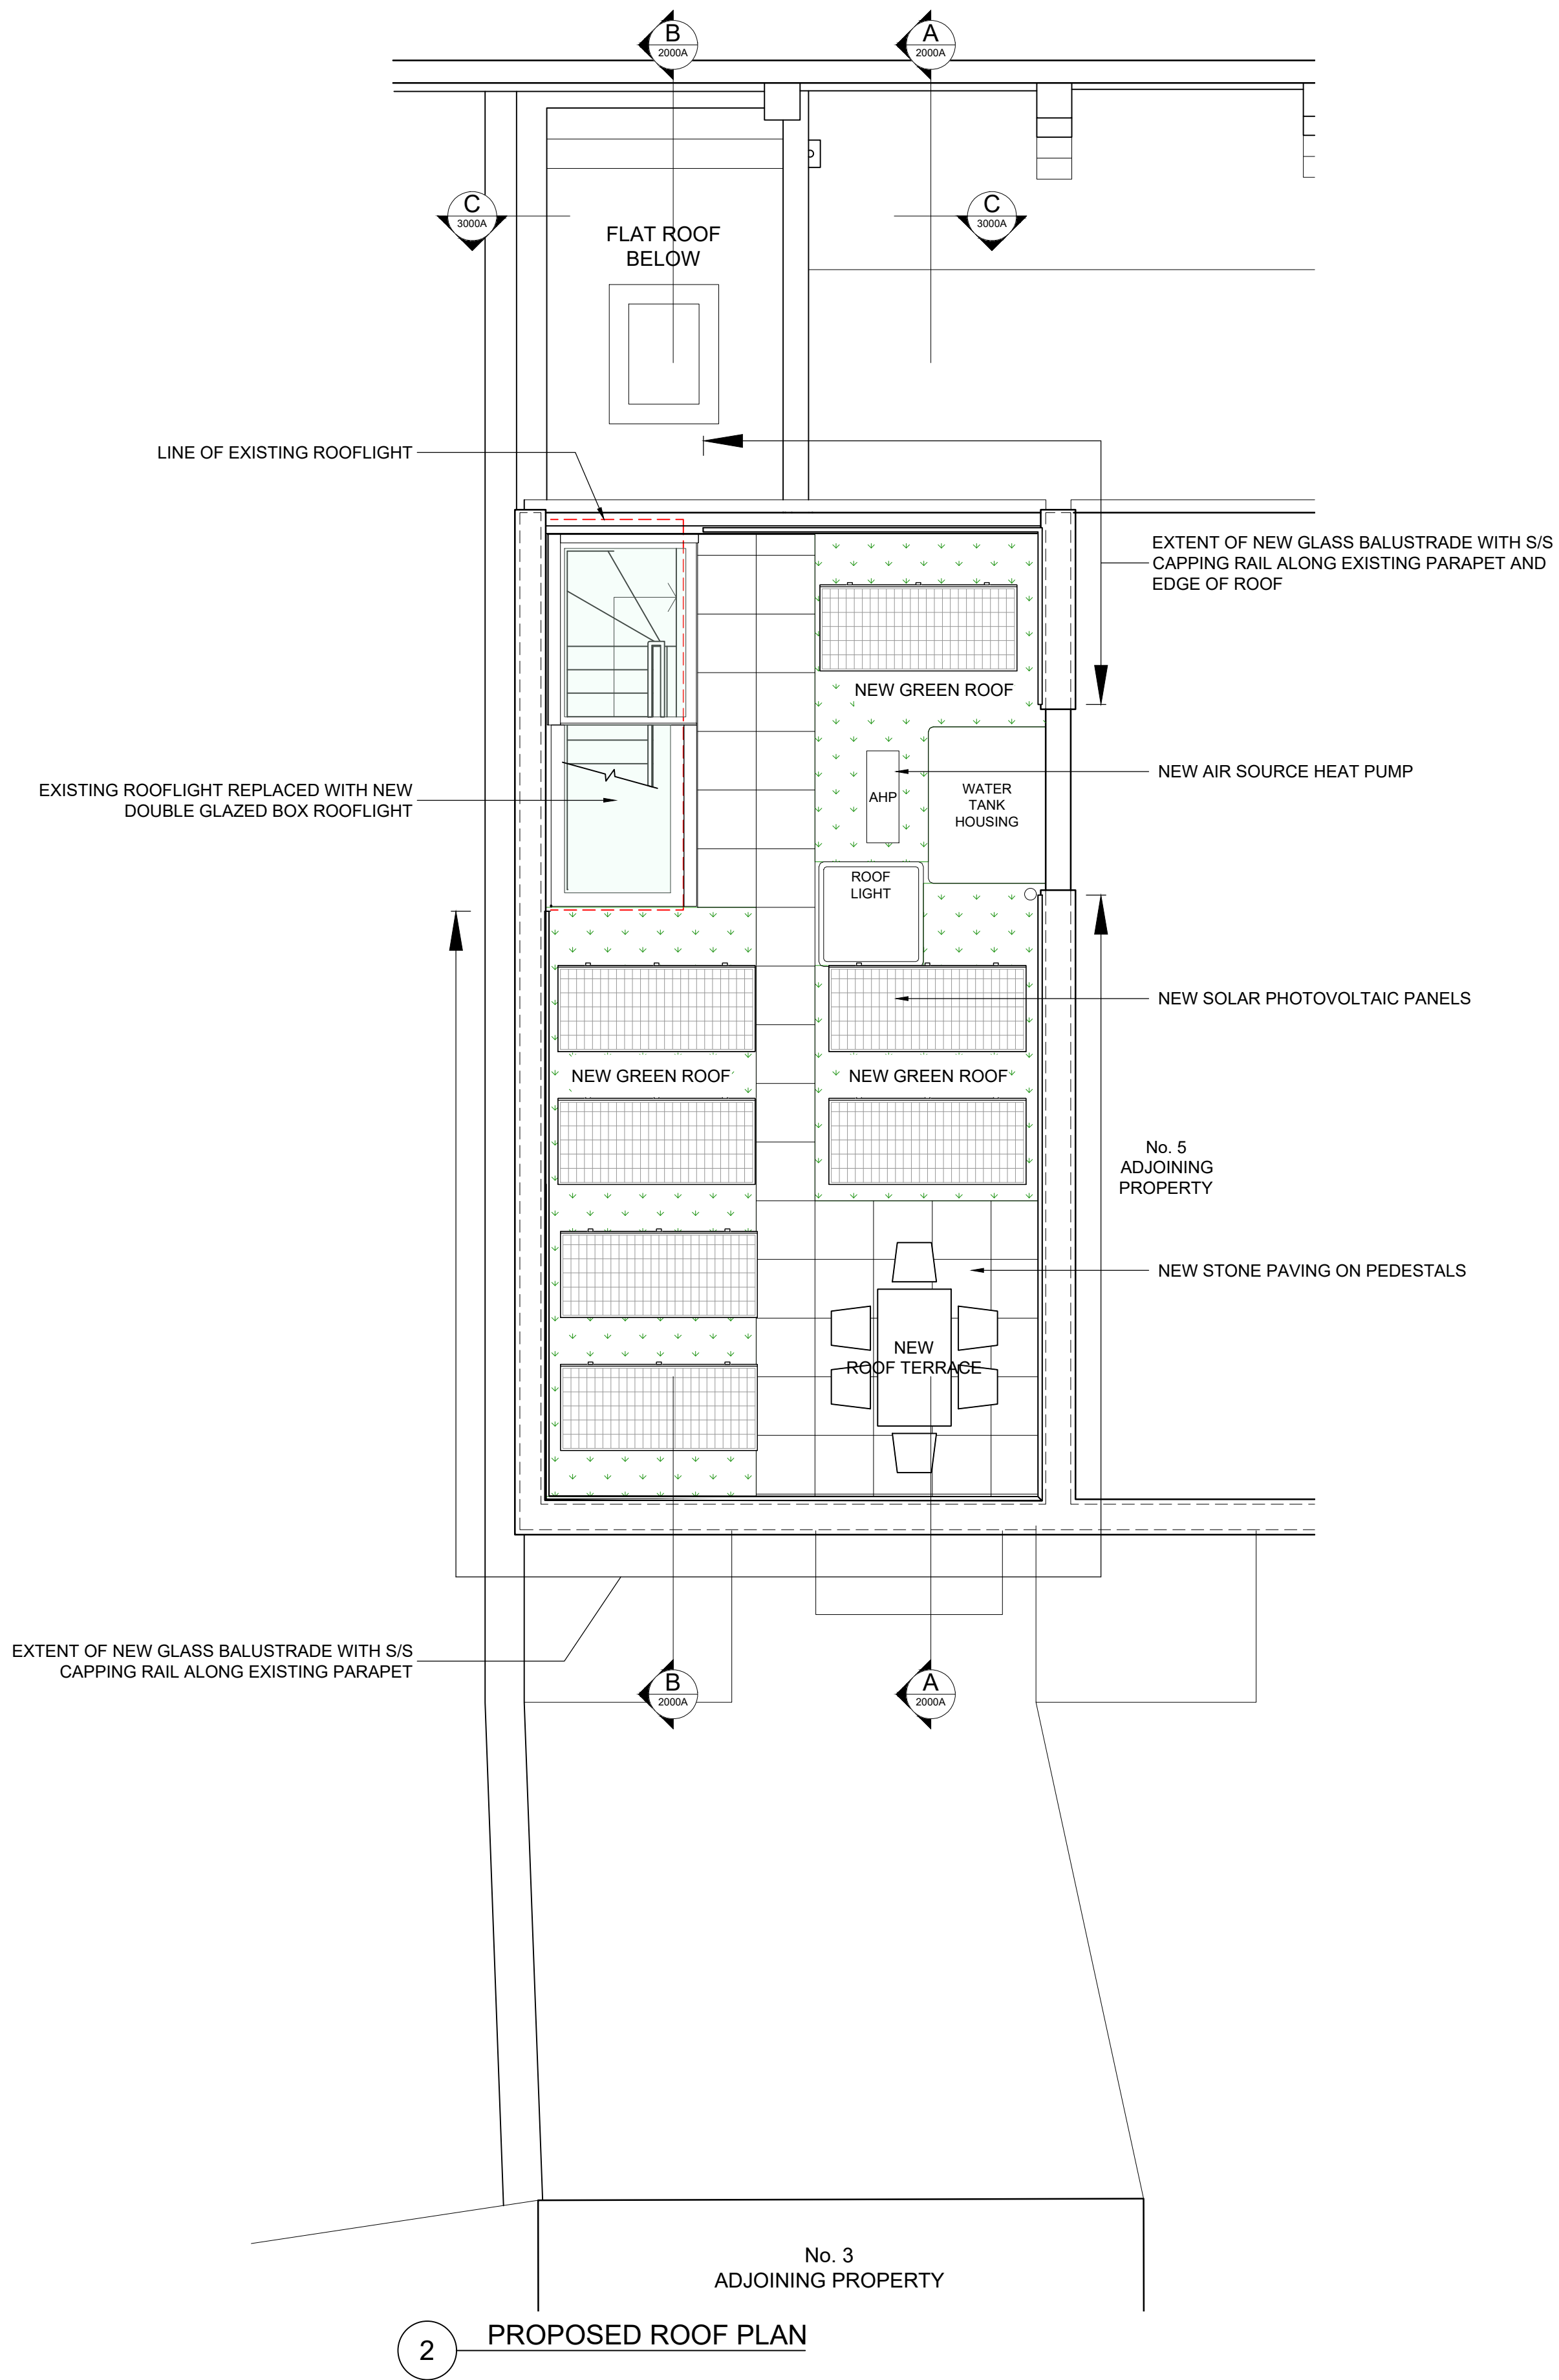 B
2000A
A
2000A
C
3000A
C
3000A
FLAT ROOF
BELOW
LINE OF EXISTING ROOFLIGHT
EXTENT OF NEW GLASS BALUSTRADE WITH S/S
CAPPING RAIL ALONG EXISTING PARAPET AND
EDGE OF ROOF
NEW GREEN ROOF
NEW AIR SOURCE HEAT PUMP
EXISTING ROOFLIGHT REPLACED WITH NEW
DOUBLE GLAZED BOX ROOFLIGHT
AHP
WATER
TANK
HOUSING
ROOF
LIGHT
NEW SOLAR PHOTOVOLTAIC PANELS
NEW GREEN ROOF
NEW GREEN ROOF
No. 5
ADJOINING
PROPERTY
NEW STONE PAVING ON PEDESTALS
NEW
ROOF TERRACE
EXTENT OF NEW GLASS BALUSTRADE WITH S/S
CAPPING RAIL ALONG EXISTING PARAPET
B
2000A
A
2000A
No. 3
ADJOINING PROPERTY
2
PROPOSED ROOF PLAN